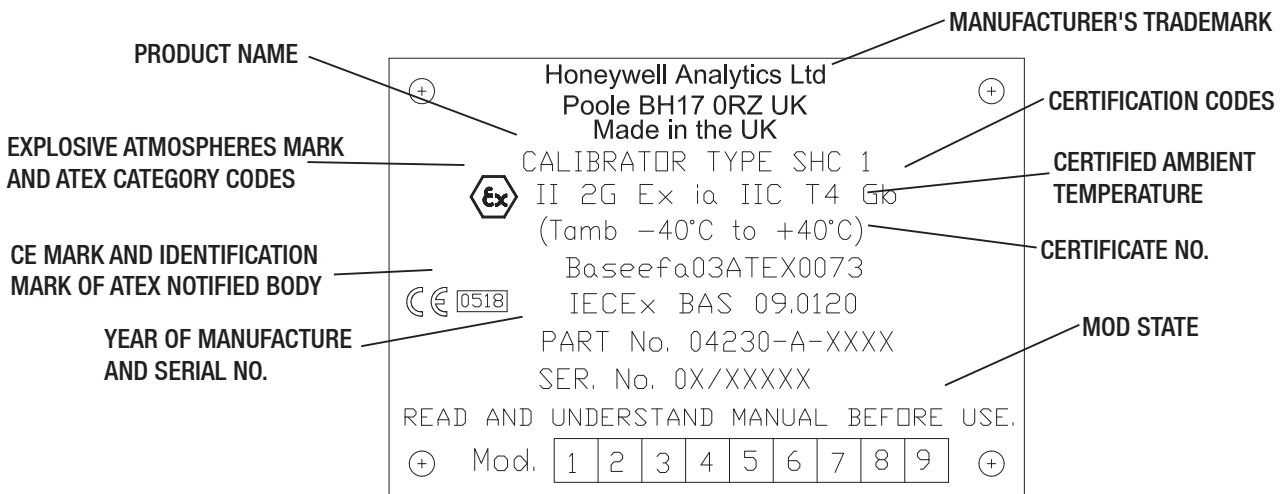 MANUFACTURER'S TRADEMARK
PRODUCT NAME
Honeywell Analytics Ltd
Poole BH17 0RZ UK
Made in the UK
CERTIFICATION CODES
EXPLOSIVE ATMOSPHERES MARK
AND ATEX CATEGORY CODES
CALIBRATOR TYPE SHC 1
Ex II 2G Ex ia IIC T4 Gb
(Tamb -40°C to +40°C)
CERTIFIED AMBIENT
TEMPERATURE
CERTIFICATE NO.
CE MARK AND IDENTIFICATION
MARK OF ATEX NOTIFIED BODY
Baseefa03ATEX0073
CE 0518 IECEx BAS 09.0120
YEAR OF MANUFACTURE
AND SERIAL NO.
PART No. 04230-A-XXXX
SER. No. 0X/XXXXX
MOD STATE
READ AND UNDERSTAND MANUAL BEFORE USE.
Mod. 1 2 3 4 5 6 7 8 9